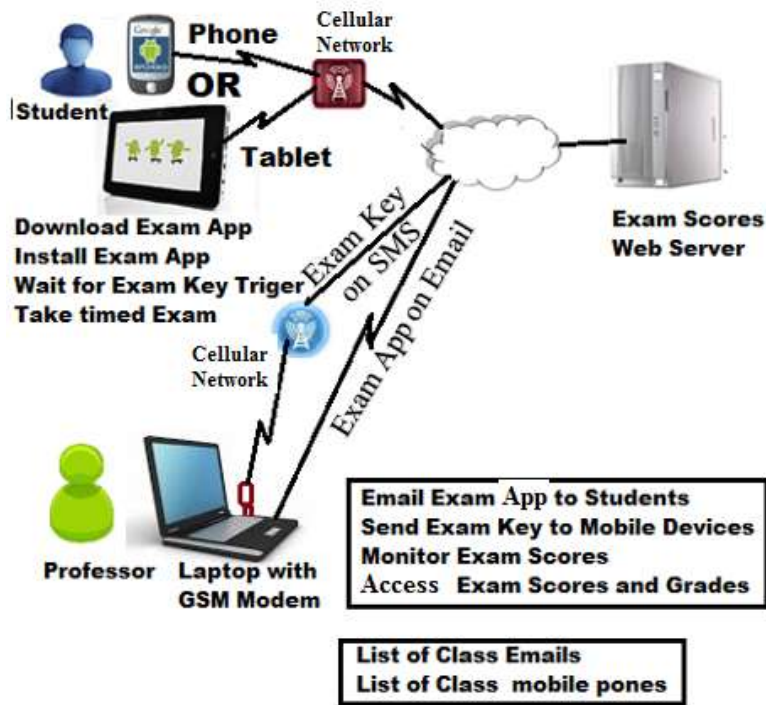 Cellular
Network
Google
Phone
OR
Student
Tablet
Download Exam App
Install Exam App
Wait for Exam Key Triger
Take timed Exam
Exam Key
on SMS
Exam App on Email
Exam Scores
Web Server
Cellular
Network
Professor
Laptop with
GSM Modem
Email Exam App to Students
Send Exam Key to Mobile Devices
Monitor Exam Scores
Access Exam Scores and Grades
List of Class Emails
List of Class mobile pones